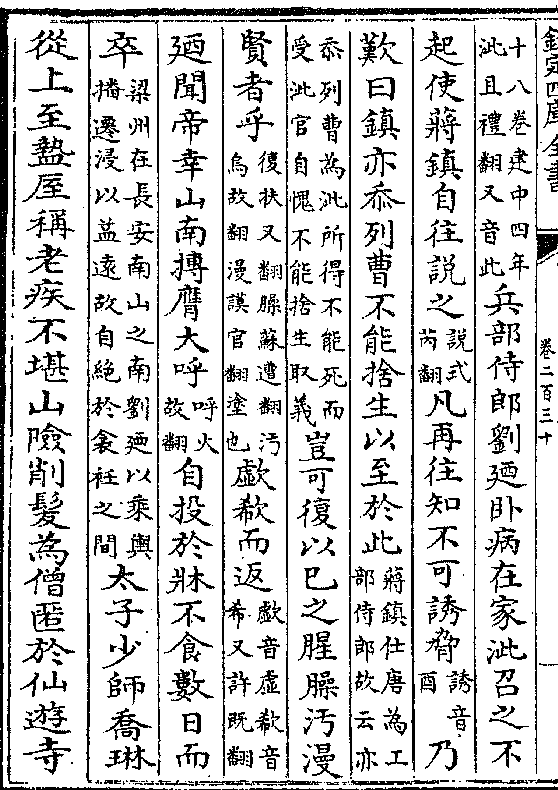 欽定四庫全書
卷二百三十
十八卷建中四年
泚且禮翻又音此
兵部侍郎劉廼卧病在家泚召之不
起使蔣鎮自往說之
說式
芮翻
凡再往知不可誘脅
誘音
酉
乃
歎曰鎮亦忝列曹不能捨生以至於此
蔣鎮仕唐為工
部侍郎故云亦
忝列曹為泚所得不能死而
受泚官自愧不能捨生取義
豈可復以巳之腥臊汚漫
賢者乎
復扶又翻臊蘇遭翻汚
烏故翻漫謨官翻塗也
歔欷而返
歔音虛欷音
希又許既翻
廼聞帝幸山南搏膺大呼
呼火
故翻
自投於牀不食數日而
卒
梁州在長安南山之南劉廼以乘輿
播遷浸以益遠故自絶於衾衽之間
太子少師喬琳
從上至盩厔稱老疾不堪山險削髮為僧匿於仙遊寺